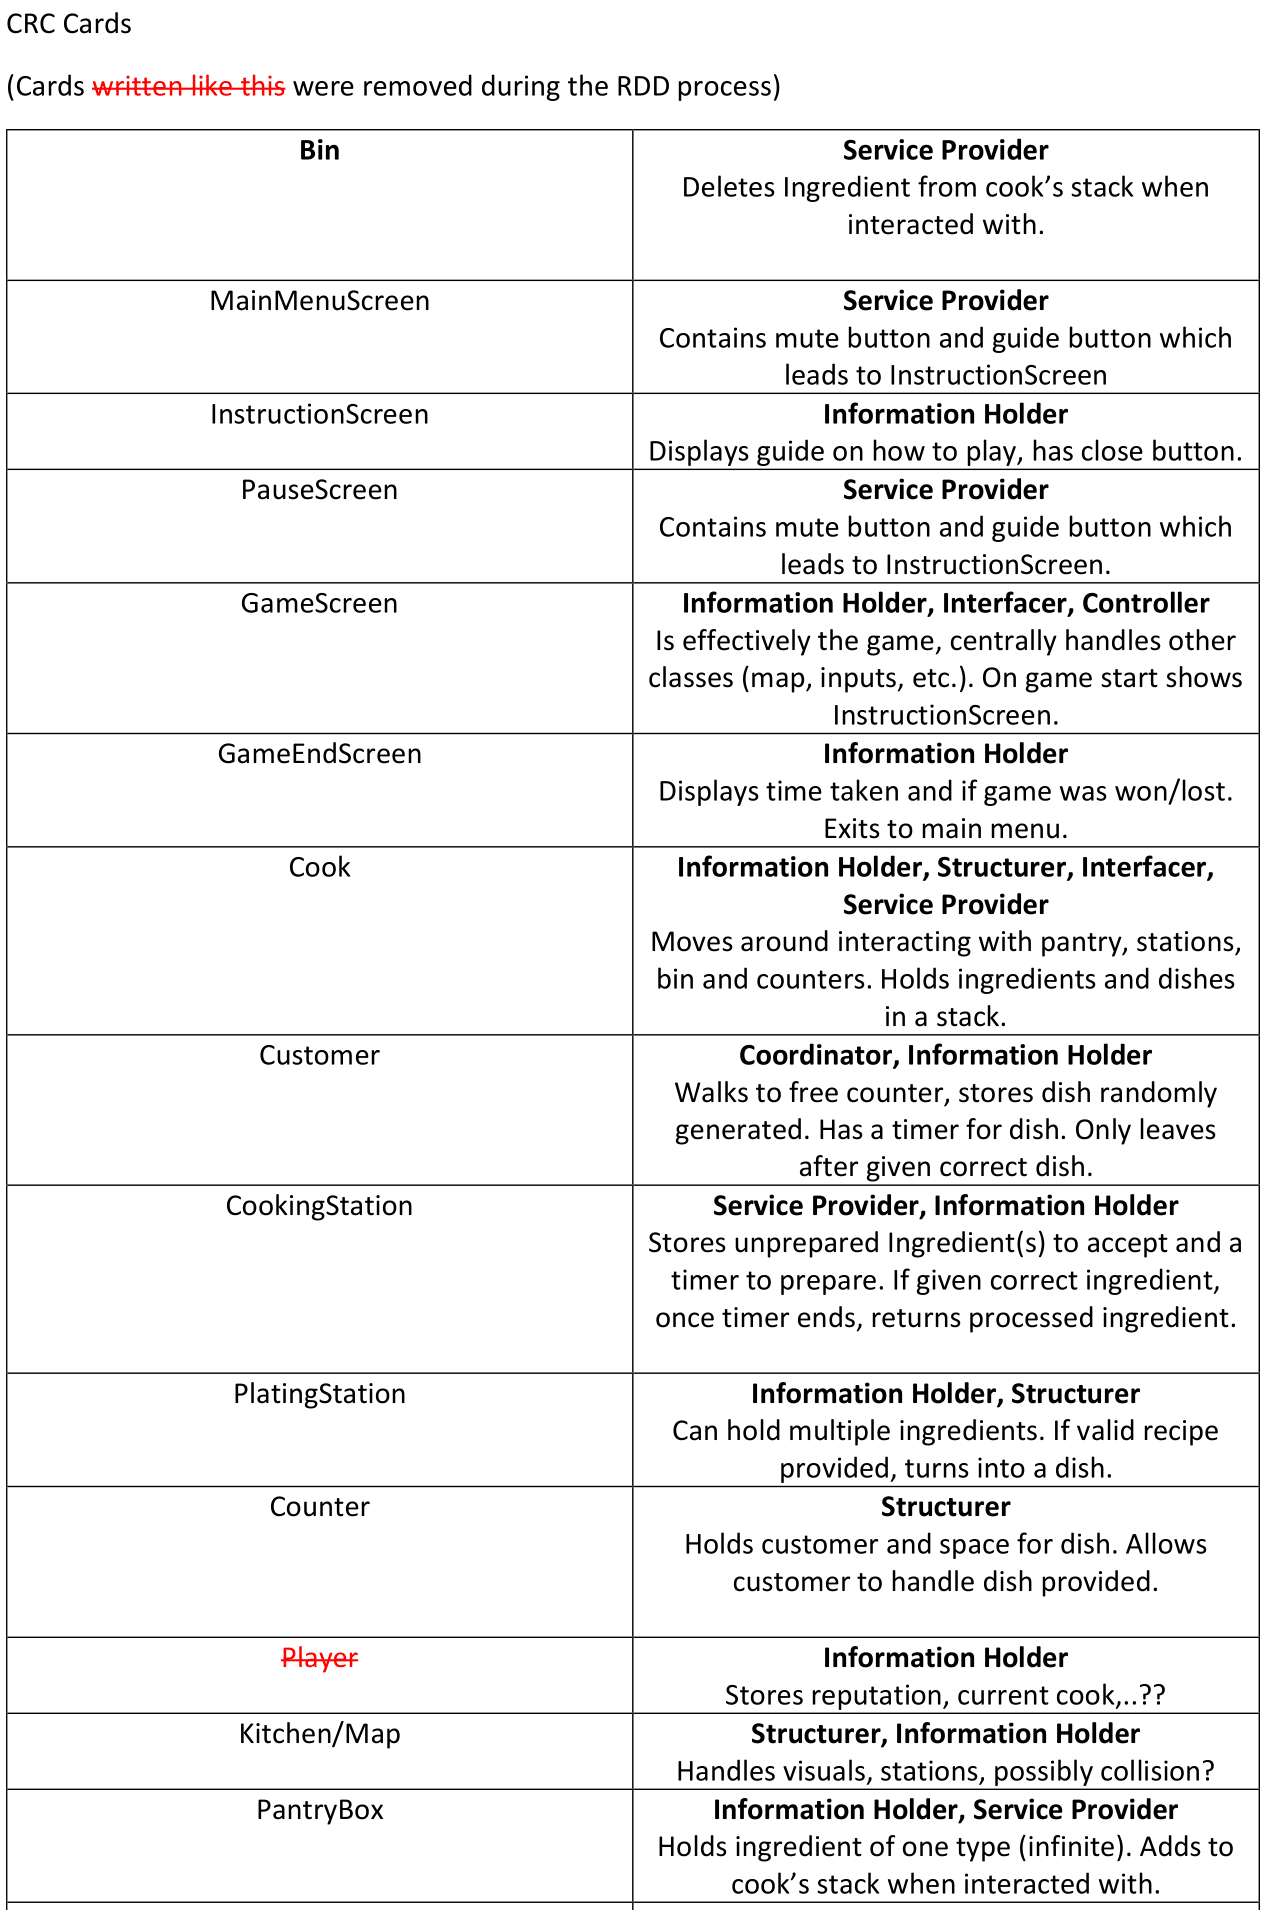 CRC Cards
(Cards written like this were removed during the RDD process)
Bin
Service Provider
Deletes Ingredient from cook’s stack when
interacted with.
MainMenuScreen
Service Provider
Contains mute button and guide button which
leads to InstructionScreen
InstructionScreen
Information Holder
Displays guide on how to play, has close button.
PauseScreen
Service Provider
Contains mute button and guide button which
leads to InstructionScreen.
GameScreen
Information Holder, Interfacer, Controller
Is effectively the game, centrally handles other
classes (map, inputs, etc.). On game start shows
InstructionScreen.
GameEndScreen
Information Holder
Displays time taken and if game was won/lost.
Exits to main menu.
Cook
Information Holder, Structurer, Interfacer,
Service Provider
Moves around interacting with pantry, stations,
bin and counters. Holds ingredients and dishes
in a stack.
Customer
Coordinator, Information Holder
Walks to free counter, stores dish randomly
generated. Has a timer for dish. Only leaves
after given correct dish.
CookingStation
Service Provider, Information Holder
Stores unprepared Ingredient(s) to accept and a
timer to prepare. If given correct ingredient,
once timer ends, returns processed ingredient.
PlatingStation
Information Holder, Structurer
Can hold multiple ingredients. If valid recipe
provided, turns into a dish.
Counter
Structurer
Holds customer and space for dish. Allows
customer to handle dish provided.
Player
Information Holder
Stores reputation, current cook,..??
Kitchen/Map
Structurer, Information Holder
Handles visuals, stations, possibly collision?
PantryBox
Information Holder, Service Provider
Holds ingredient of one type (infinite). Adds to
cook’s stack when interacted with.